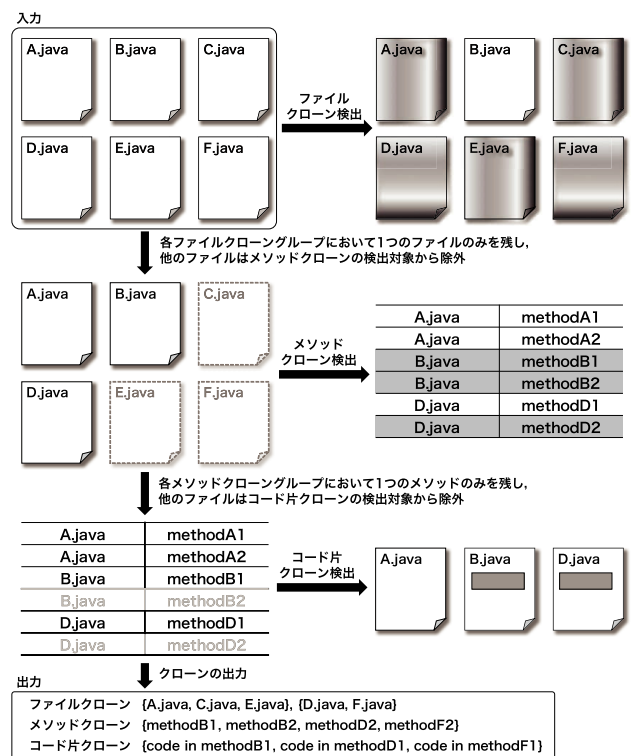 入力
A.java B.java C.java
D.java E.java F.java
ファイル
クローン検出
A.java B.java C.java
D.java E.java F.java
各ファイルクローングループにおいて1つのファイルのみを残し,
他のファイルはメソッドクローンの検出対象から除外
A.java B.java C.java
D.java E.java F.java
メソッド
クローン検出
A.java methodA1
A.java methodA2
B.java methodB1
B.java methodB2
D.java methodD1
D.java methodD2
各メソッドクローングループにおいて1つのメソッドのみを残し,
他のファイルはコード片クローンの検出対象から除外
A.java methodA1
A.java methodA2
B.java methodB1
B.java methodB2
D.java methodD1
D.java methodD2
コード片
クローン検出
A.java B.java D.java
クローンの出力
出力
ファイルクローン {A.java, C.java, E.java}, {D.java, F.java}
メソッドクローン {methodB1, methodB2, methodD2, methodF2}
コード片クローン {code in methodB1, code in methodD1, code in methodF1}